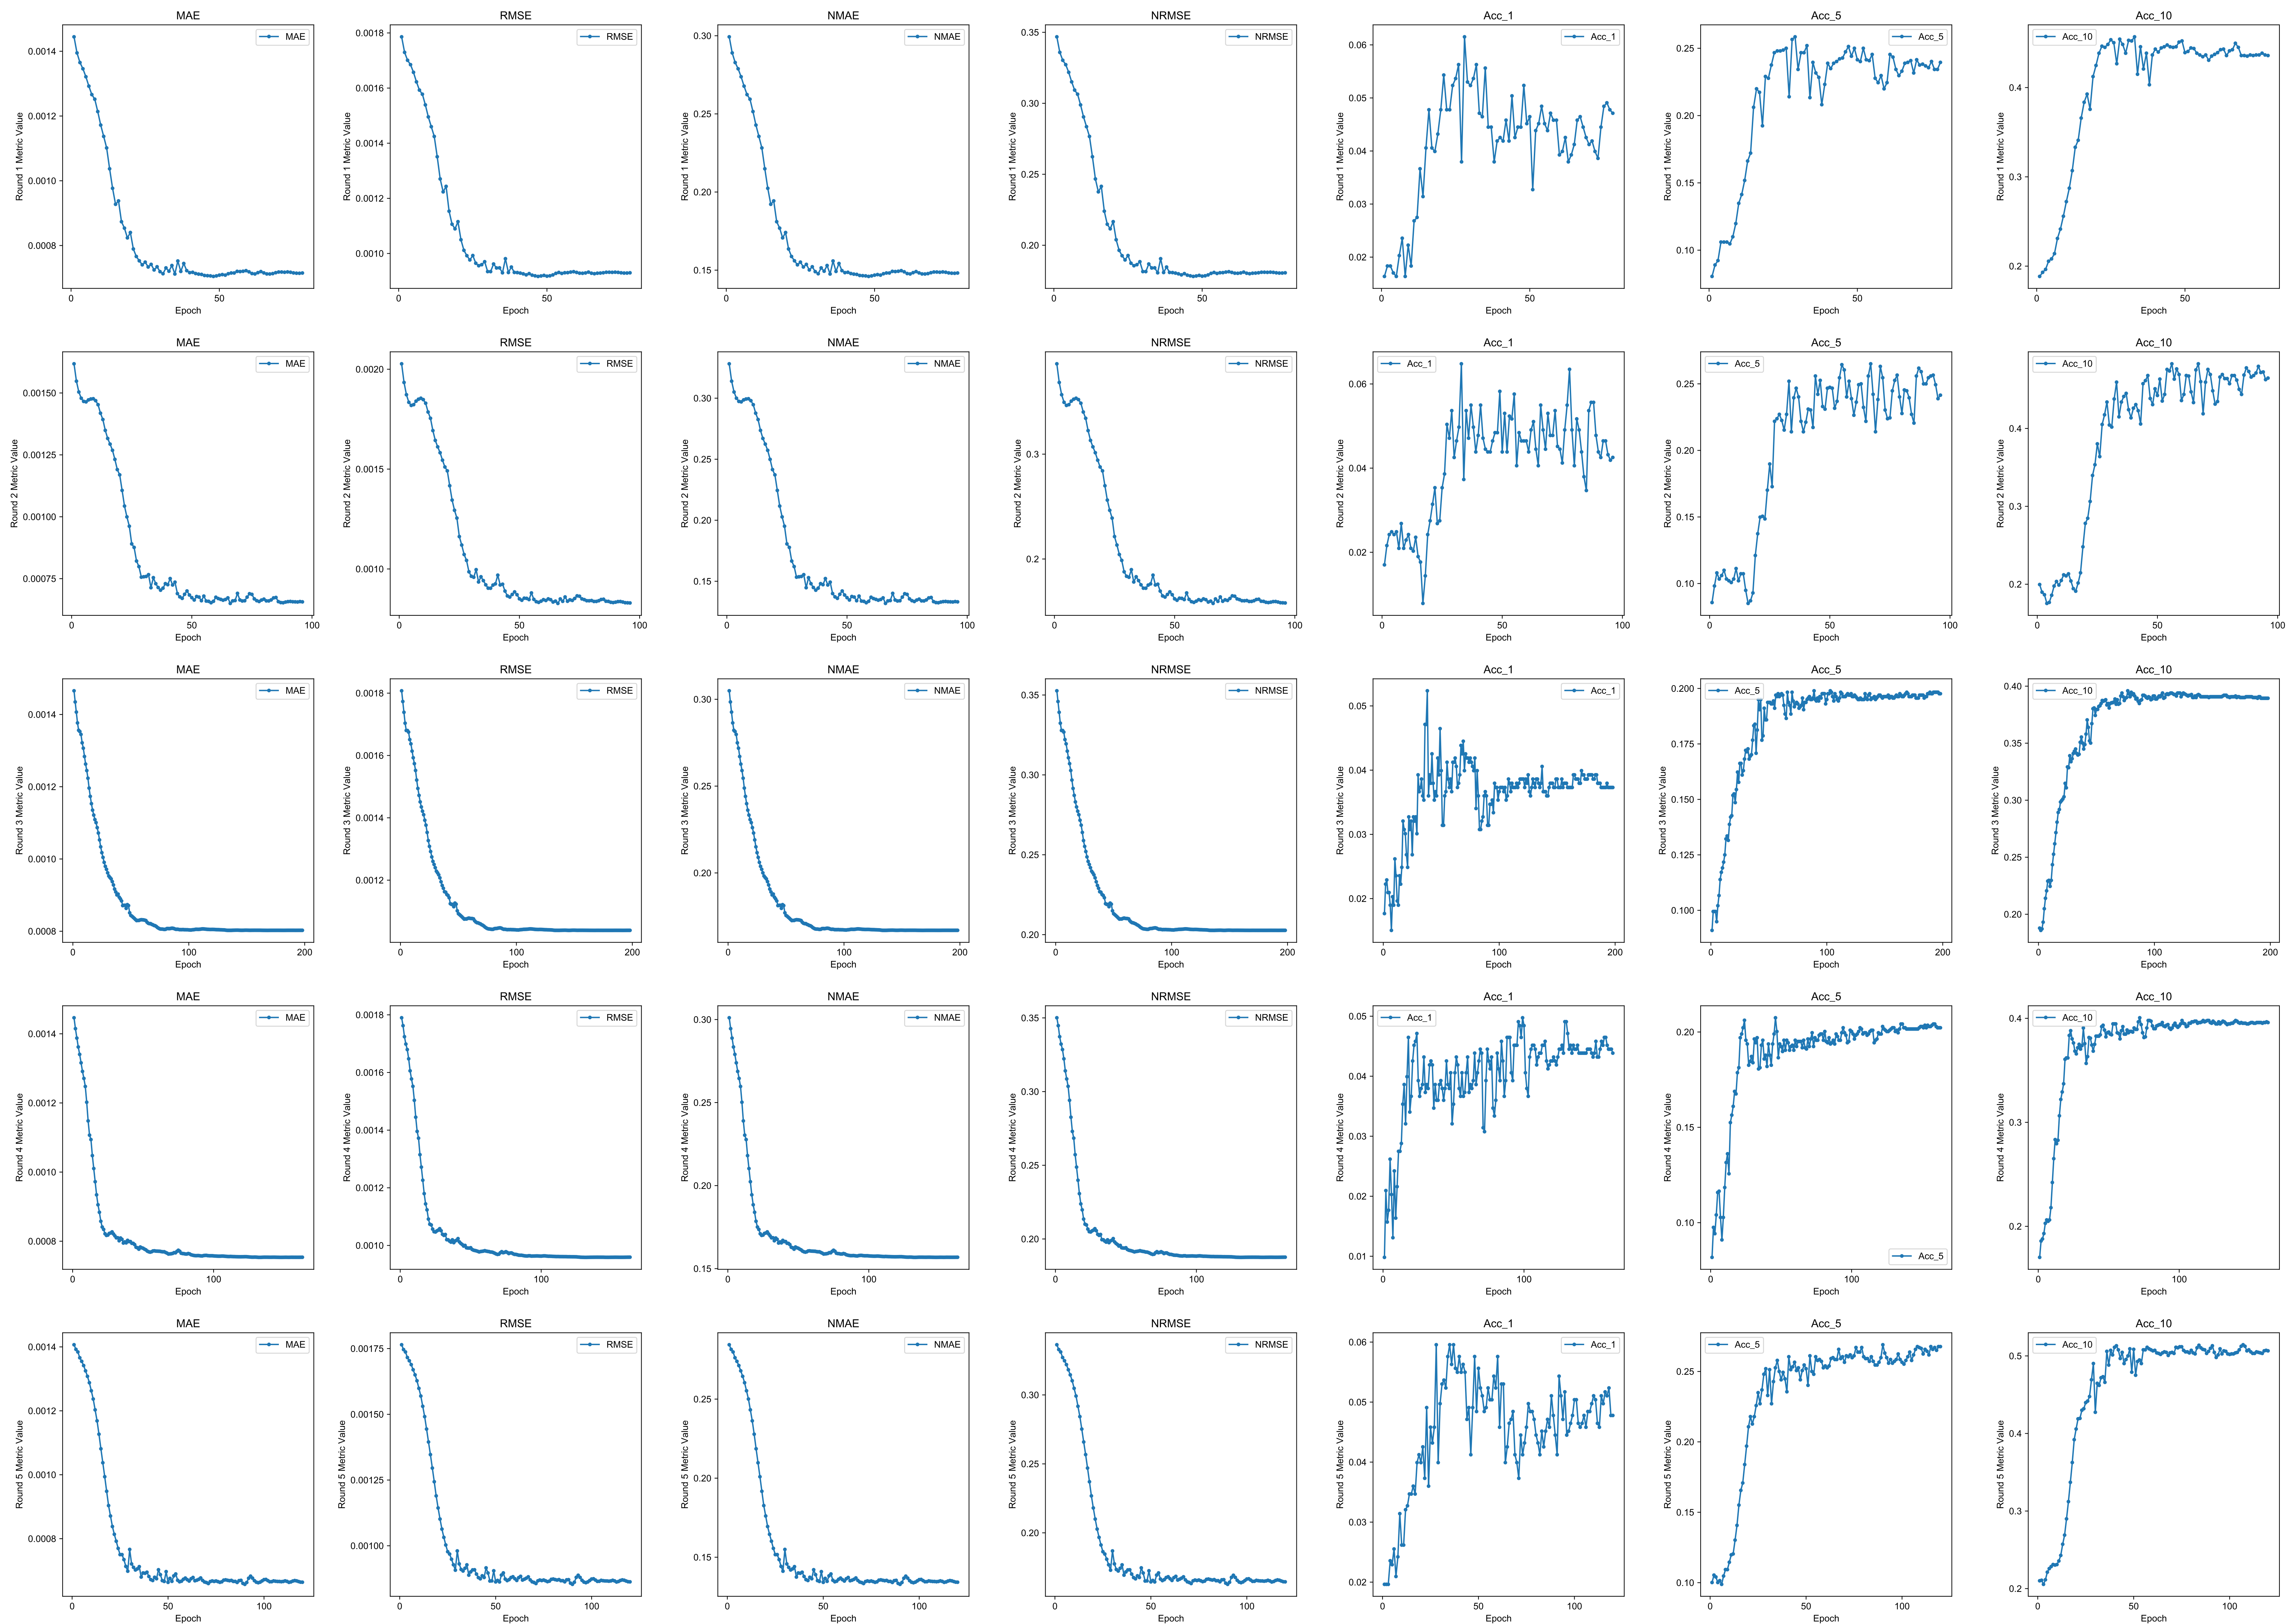 MAE
MAE
0.0014
0.0012
0.0010
0.0008
Round 1 Metric Value
0 50
Epoch
RMSE
RMSE
0.0018
0.0016
0.0014
0.0012
0.0010
Round 1 Metric Value
0 50
Epoch
NMAE
NMAE
0.30
0.25
0.20
0.15
Round 1 Metric Value
0 50
Epoch
NRMSE
NRMSE
0.35
0.30
0.25
0.20
Round 1 Metric Value
0 50
Epoch
Acc_1
Acc_1
0.06
0.05
0.04
0.03
0.02
Round 1 Metric Value
0 50
Epoch
Acc_5
Acc_5
0.25
0.20
0.15
0.10
Round 1 Metric Value
0 50
Epoch
Acc_10
Acc_10
0.4
0.3
0.2
Round 1 Metric Value
0 50
Epoch
MAE
MAE
0.00150
0.00125
0.00100
0.00075
Round 2 Metric Value
0 50 100
Epoch
RMSE
RMSE
0.0020
0.0015
0.0010
Round 2 Metric Value
0 50 100
Epoch
NMAE
NMAE
0.30
0.25
0.20
0.15
Round 2 Metric Value
0 50 100
Epoch
NRMSE
NRMSE
0.3
0.2
Round 2 Metric Value
0 50 100
Epoch
Acc_1
Acc_1
0.06
0.04
0.02
Round 2 Metric Value
0 50 100
Epoch
Acc_5
Acc_5
0.25
0.20
0.15
0.10
Round 2 Metric Value
0 50 100
Epoch
Acc_10
Acc_10
0.4
0.3
0.2
Round 2 Metric Value
0 50 100
Epoch
MAE
MAE
0.0014
0.0012
0.0010
0.0008
Round 3 Metric Value
0 100 200
Epoch
RMSE
RMSE
0.0018
0.0016
0.0014
0.0012
Round 3 Metric Value
0 100 200
Epoch
NMAE
NMAE
0.30
0.25
0.20
Round 3 Metric Value
0 100 200
Epoch
NRMSE
NRMSE
0.35
0.30
0.25
0.20
Round 3 Metric Value
0 100 200
Epoch
Acc_1
Acc_1
0.05
0.04
0.03
0.02
Round 3 Metric Value
0 100 200
Epoch
Acc_5
Acc_5
0.200
0.175
0.150
0.125
0.100
Round 3 Metric Value
0 100 200
Epoch
Acc_10
Acc_10
0.40
0.35
0.30
0.25
0.20
Round 3 Metric Value
0 100 200
Epoch
MAE
MAE
0.0014
0.0012
0.0010
0.0008
Round 4 Metric Value
0 100
Epoch
RMSE
RMSE
0.0018
0.0016
0.0014
0.0012
0.0010
Round 4 Metric Value
0 100
Epoch
NMAE
NMAE
0.30
0.25
0.20
0.15
Round 4 Metric Value
0 100
Epoch
NRMSE
NRMSE
0.35
0.30
0.25
0.20
Round 4 Metric Value
0 100
Epoch
Acc_1
Acc_1
0.05
0.04
0.03
0.02
0.01
Round 4 Metric Value
0 100
Epoch
Acc_5
0.20
0.15
0.10
Round 4 Metric Value
Acc_5
0 100
Epoch
Acc_10
Acc_10
0.4
0.3
0.2
Round 4 Metric Value
0 100
Epoch
MAE
MAE
0.0014
0.0012
0.0010
0.0008
Round 5 Metric Value
0 50 100
Epoch
RMSE
RMSE
0.00175
0.00150
0.00125
0.00100
Round 5 Metric Value
0 50 100
Epoch
NMAE
NMAE
0.25
0.20
0.15
Round 5 Metric Value
0 50 100
Epoch
NRMSE
NRMSE
0.30
0.25
0.20
Round 5 Metric Value
0 50 100
Epoch
Acc_1
Acc_1
0.06
0.05
0.04
0.03
0.02
Round 5 Metric Value
0 50 100
Epoch
Acc_5
Acc_5
0.25
0.20
0.15
0.10
Round 5 Metric Value
0 50 100
Epoch
Acc_10
Acc_10
0.5
0.4
0.3
0.2
Round 5 Metric Value
0 50 100
Epoch